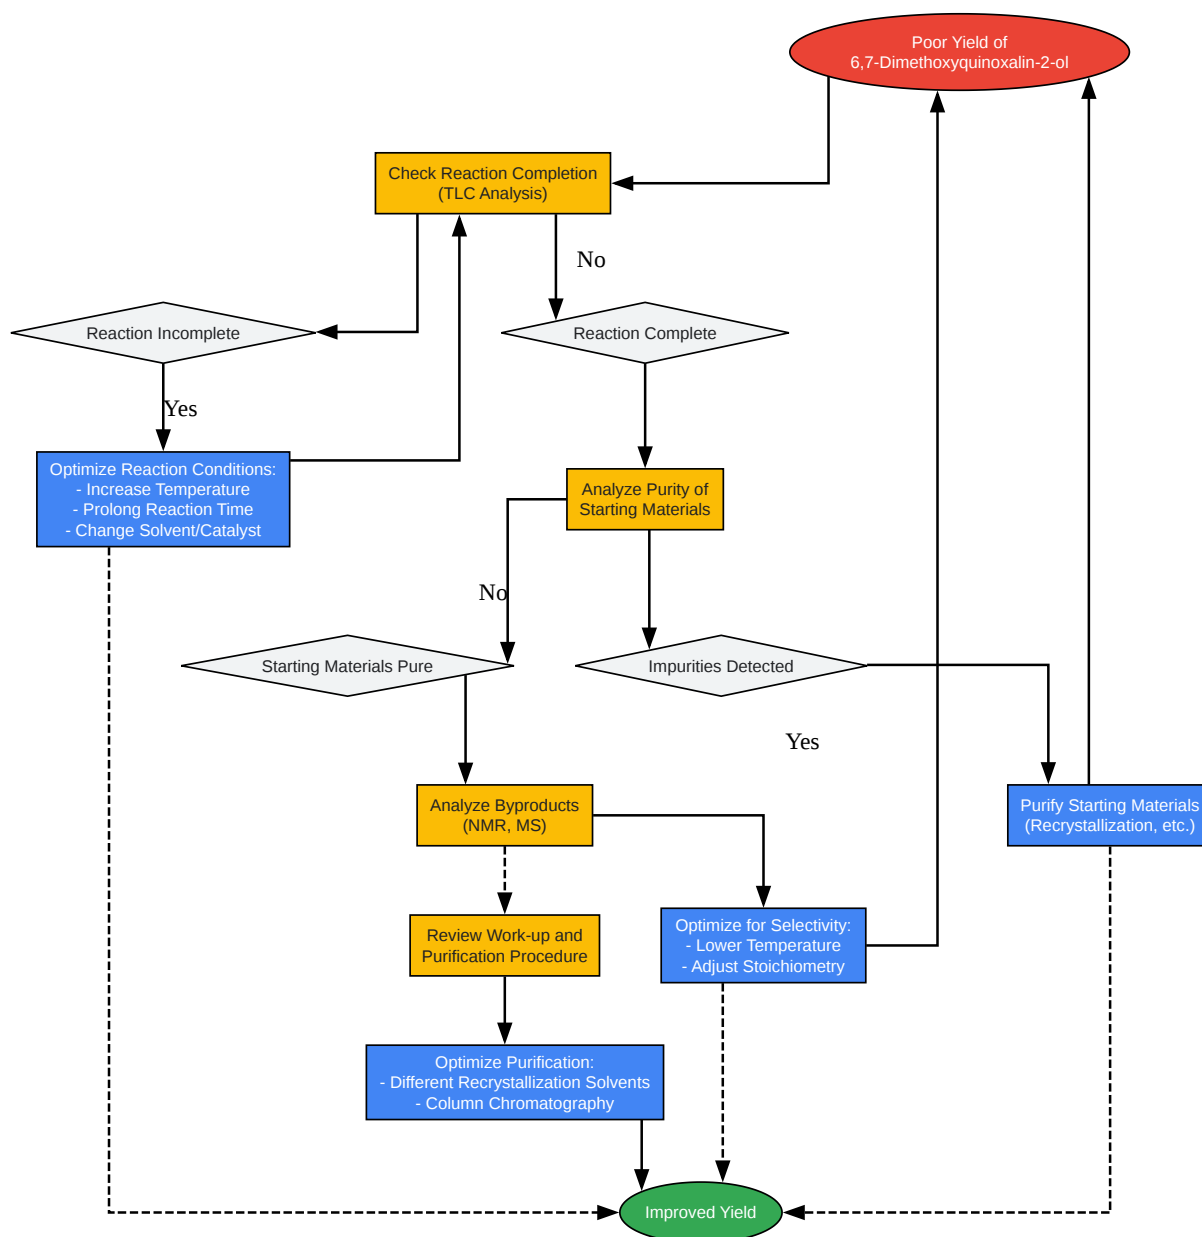 Poor Yield of
6,7-Dimethoxyquinoxalin-2-ol
Check Reaction Completion
(TLC Analysis)
No
Reaction Incomplete
Reaction Complete
Yes
Optimize Reaction Conditions:
- Increase Temperature
- Prolong Reaction Time
- Change Solvent/Catalyst
Analyze Purity of
Starting Materials
No
Starting Materials Pure
Impurities Detected
Yes
Analyze Byproducts
(NMR, MS)
Purify Starting Materials
(Recrystallization, etc.)
Review Work-up and
Purification Procedure
Optimize for Selectivity:
- Lower Temperature
- Adjust Stoichiometry
Optimize Purification:
- Different Recrystallization Solvents
- Column Chromatography
Improved Yield